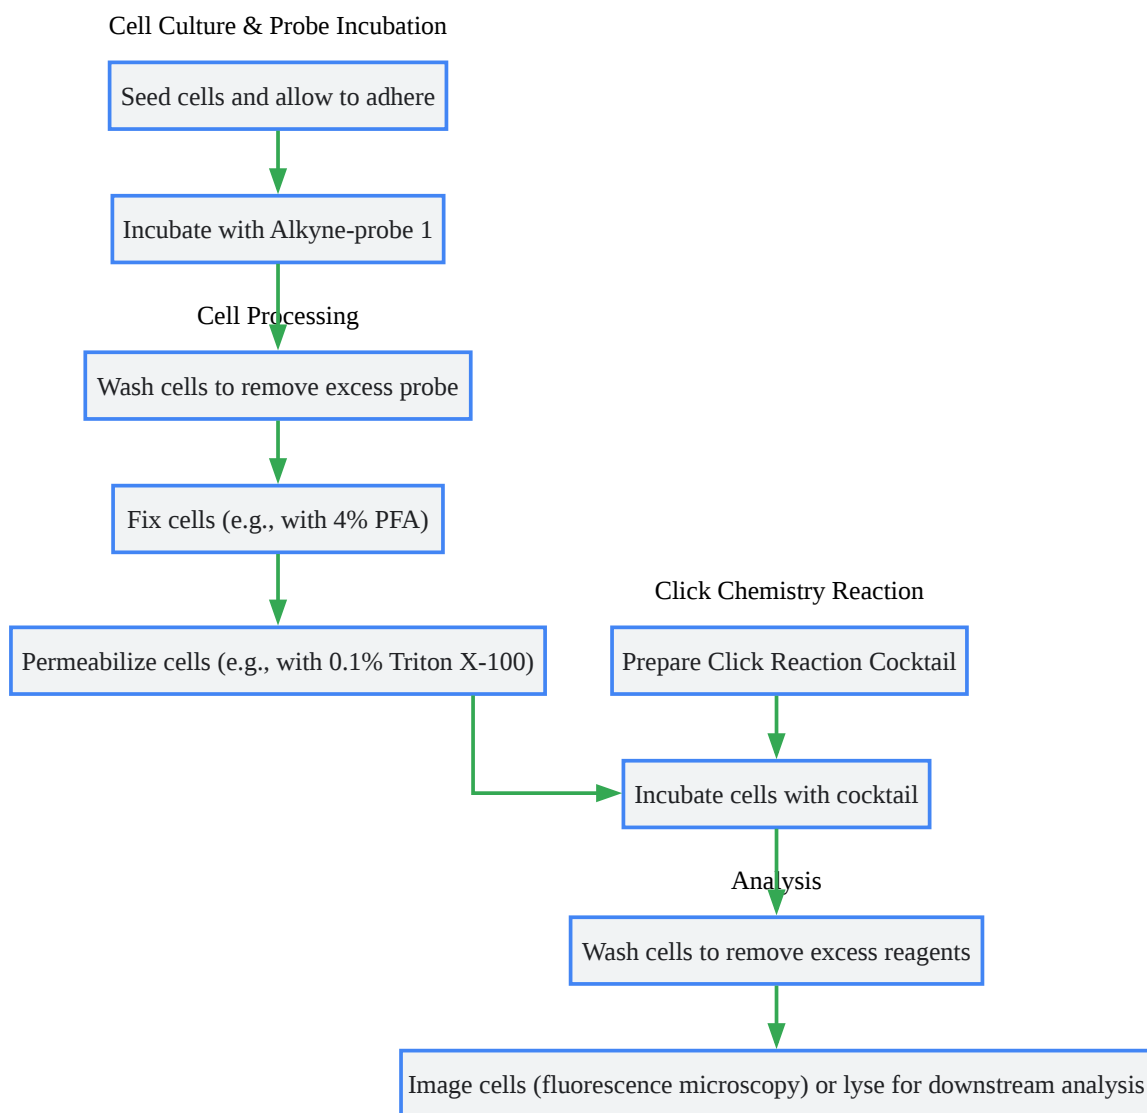 Cell Culture & Probe Incubation
Seed cells and allow to adhere
Incubate with Alkyne-probe 1
Cell Processing
Wash cells to remove excess probe
Fix cells (e.g., with 4% PFA)
Click Chemistry Reaction
Permeabilize cells (e.g., with 0.1% Triton X-100)
Prepare Click Reaction Cocktail
Incubate cells with cocktail
Analysis
Wash cells to remove excess reagents
Image cells (fluorescence microscopy) or lyse for downstream analysis